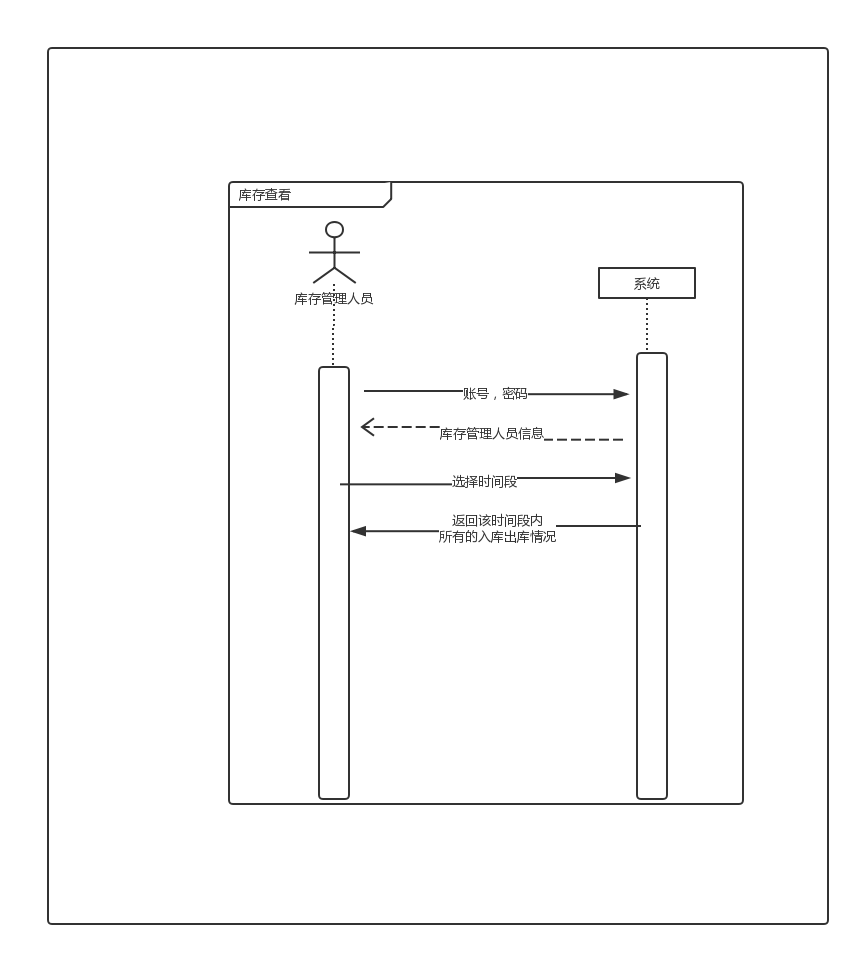 库存查看
系统
库存管理人员
账号，密码
库存管理人员信息
选择时间段
返回该时间段内
所有的入库出库情况